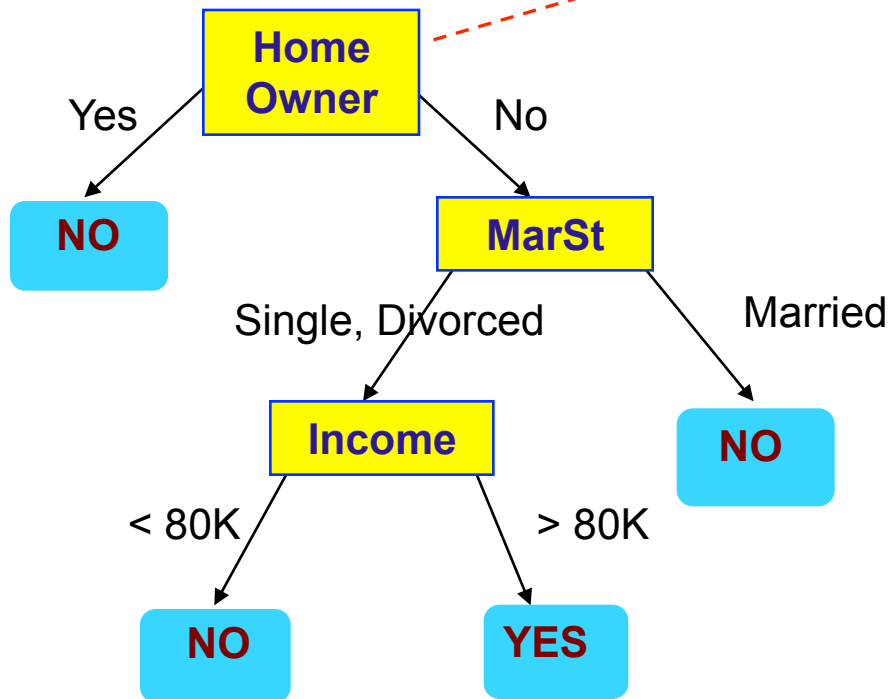 Home
Owner
Yes
No
NO
MarSt
Single, Divorced
Married
Income
NO
< 80K
> 80K
NO
YES